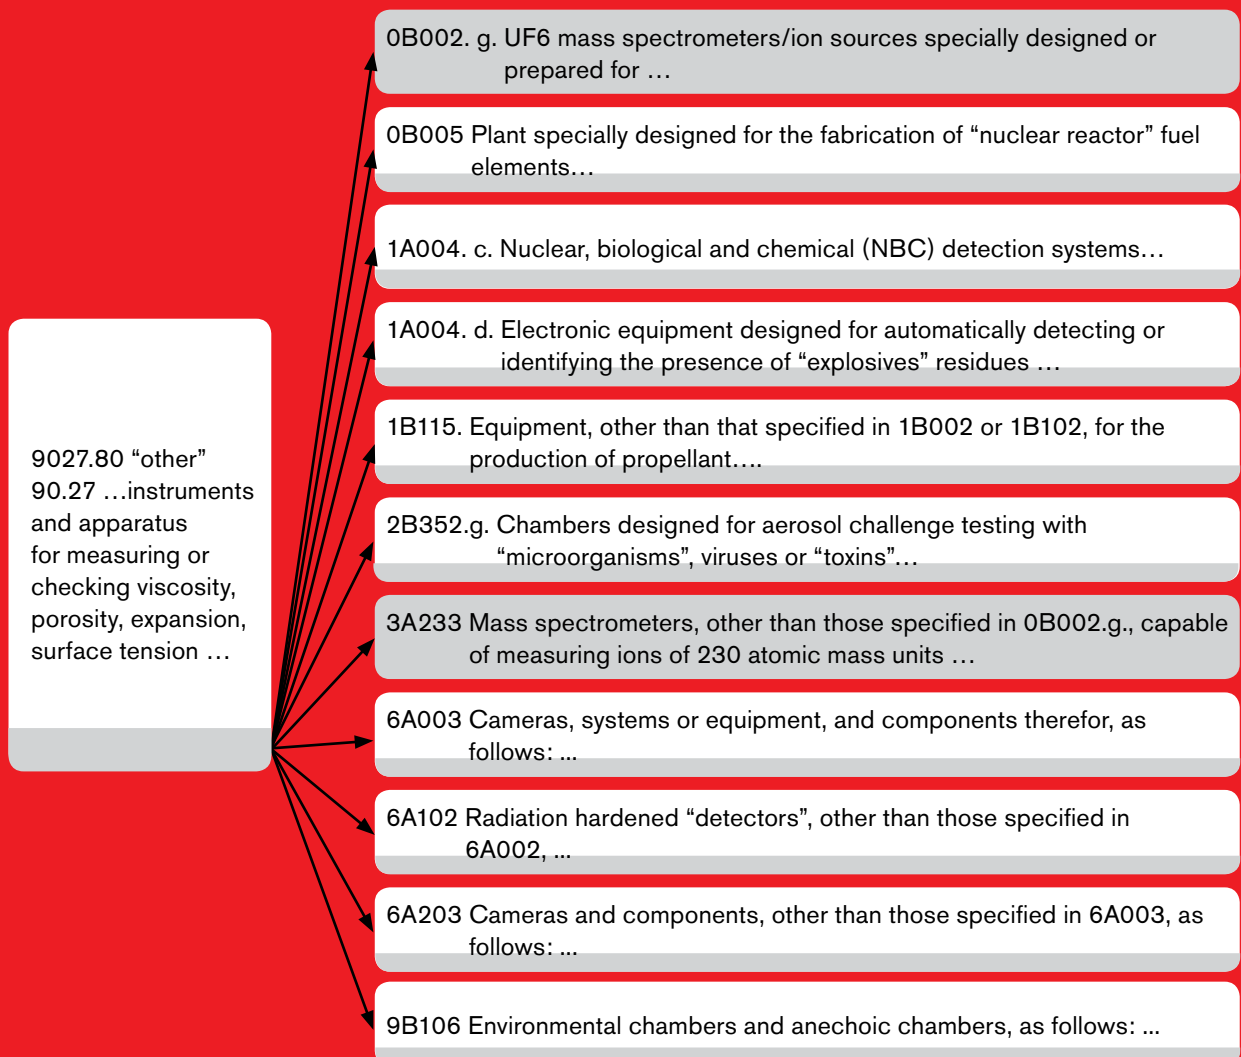 0B002. g. UF6 mass spectrometers/ion sources specially designed or
prepared for …
0B005 Plant specially designed for the fabrication of “nuclear reactor” fuel
elements…
1A004. c. Nuclear, biological and chemical (NBC) detection systems…
1A004. d. Electronic equipment designed for automatically detecting or
identifying the presence of “explosives” residues …
1B115. Equipment, other than that specified in 1B002 or 1B102, for the
production of propellant….
9027.80 “other”
90.27 …instruments
and apparatus
for measuring or
checking viscosity,
porosity, expansion,
surface tension …
2B352.g. Chambers designed for aerosol challenge testing with
“microorganisms”, viruses or “toxins”…
3A233 Mass spectrometers, other than those specified in 0B002.g., capable
of measuring ions of 230 atomic mass units …
6A003 Cameras, systems or equipment, and components therefor, as
follows: ...
6A102 Radiation hardened “detectors”, other than those specified in
6A002, ...
6A203 Cameras and components, other than those specified in 6A003, as
follows: ...
9B106 Environmental chambers and anechoic chambers, as follows: ...